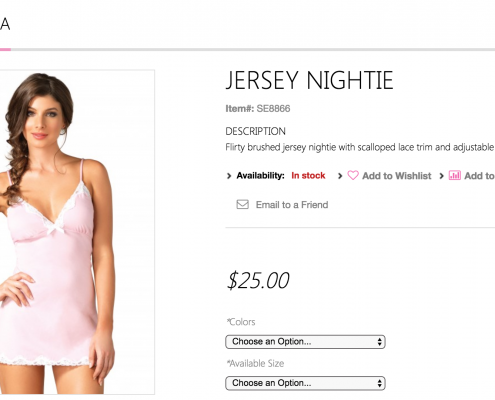 A
JERSEY NIGHTIE
Item#: SE8866
DESCRIPTION
Flirty brushed jersey nightie with scalloped lace trim and adjustable
Availability: In stock Add to Wishlist Add to
Email to a Friend
$25.00
*Colors
Choose an Option...
*Available Size
Choose an Option...